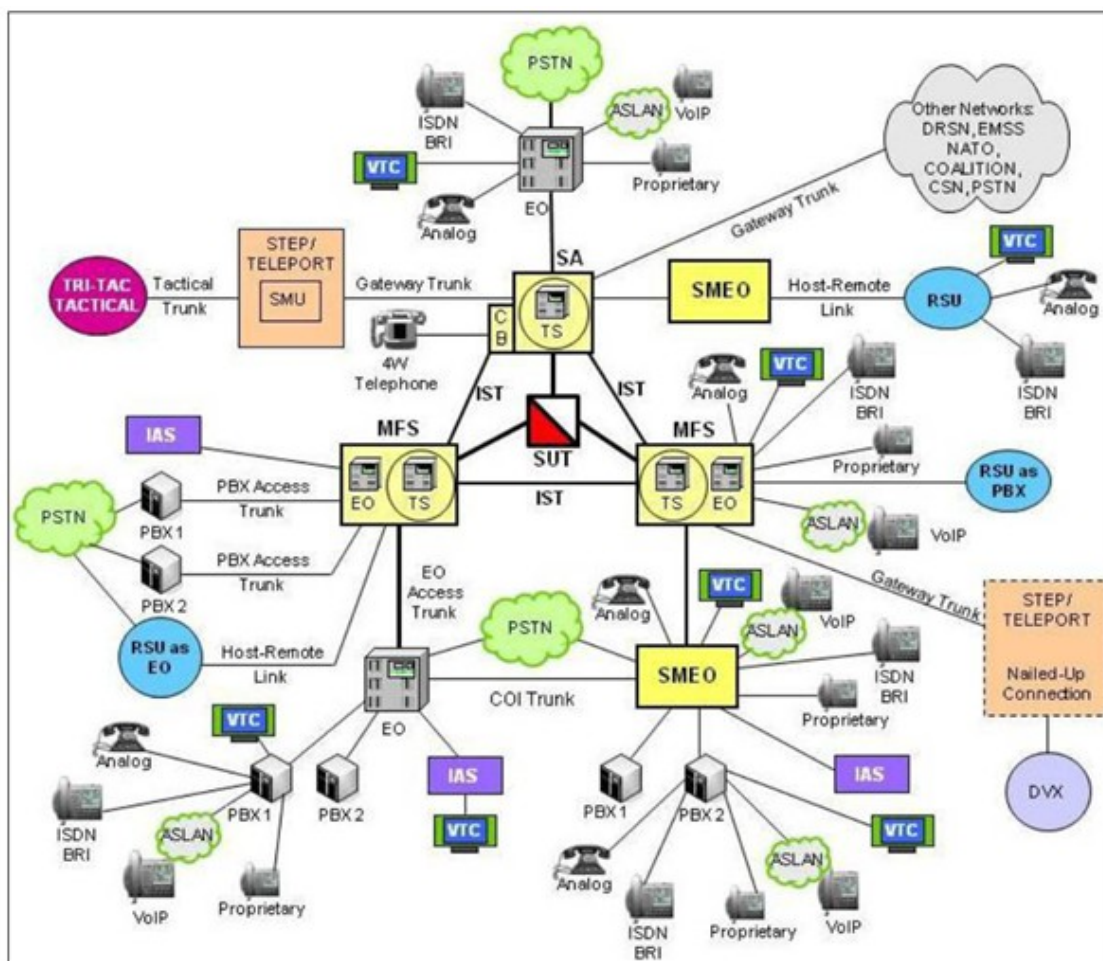 PSTN
ISDN
BRI
ASLAN
VoIP
VTC
Proprietary
EO
Analog
Other Networks:
DRSN, EMSS
NATO,
COALITION,
CSN, PSTN
Gateway Trunk
SA
STEP/
TELEPORT
SMU
TRI-TAC
TACTICAL
Tactical
Trunk
Gateway Trunk
C
B
TS
4W
Telephone
SMEO
Host-Remote
Link
RSU
VTC
Analog
ISDN
BRI
IST
IST
SUT
IST
MFS
EO
TS
MFS
TS
EO
Analog
VTC
ISDN
BRI
Proprietary
RSU as
PBX
ASLAN
VoIP
Gateway Trunk
IAS
PSTN
PBX 1
PBX Access
Trunk
PBX 2
PBX Access
Trunk
RSU as
EO
Host-Remote
Link
EO
Access
Trunk
PSTN
EO
COI Trunk
SMEO
Analog
VTC
VoIP
ASLAN
ISDN
BRI
Proprietary
STEP/
TELEPORT
Nailed-Up
Connection
DVX
VTC
Analog
ISDN
BRI
PBX 1
PBX 2
ASLAN
VoIP
Proprietary
IAS
VTC
PBX 1
PBX 2
IAS
VTC
Analog
ISDN
BRI
Proprietary
ASLAN
VoIP